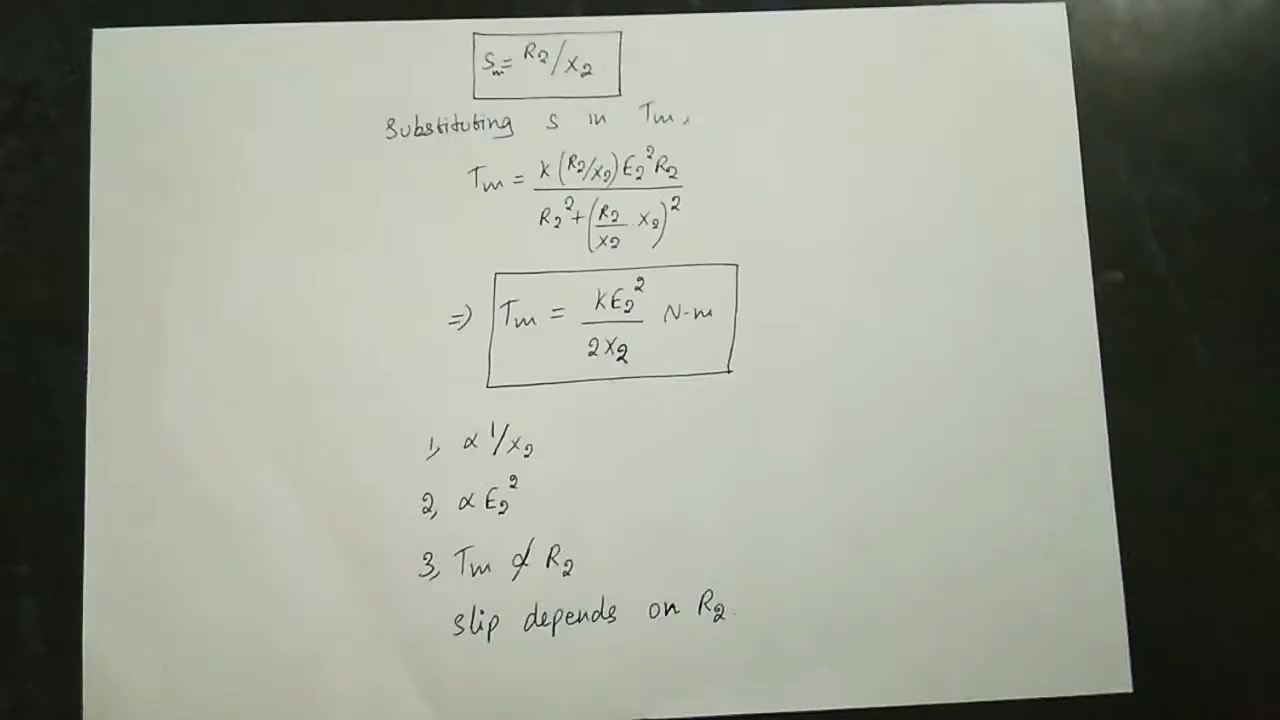 Sm = R2/X2
Substituting S in Tm,
Tm = K (R2/X2) E2² R2 / R2² + (R2/X2 · X2)²
=> Tm = KE2² / 2X2 N-m
1, ∝ 1/X2
2, ∝ E2²
3, Tm ∝̸ R2
slip depends on R2.